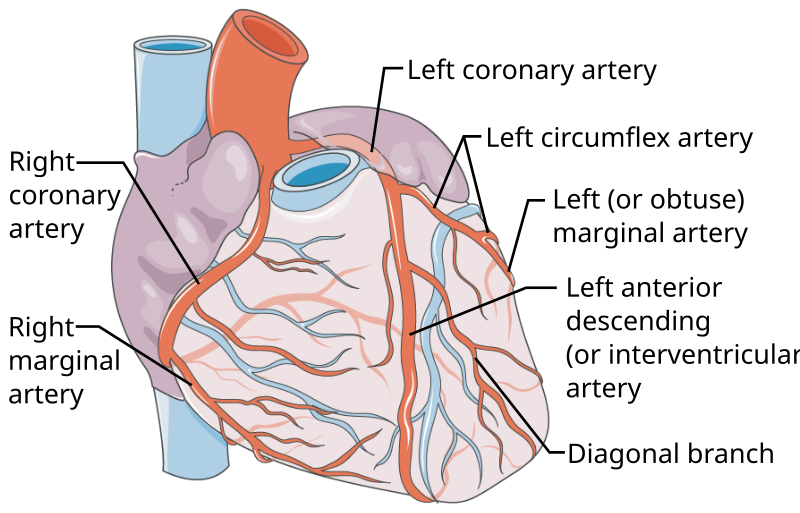 Left coronary artery
Left circumflex artery
Right
coronary
artery
Left (or obtuse)
marginal artery
Left anterior
descending
(or interventricular
artery
Right
marginal
artery
Diagonal branch